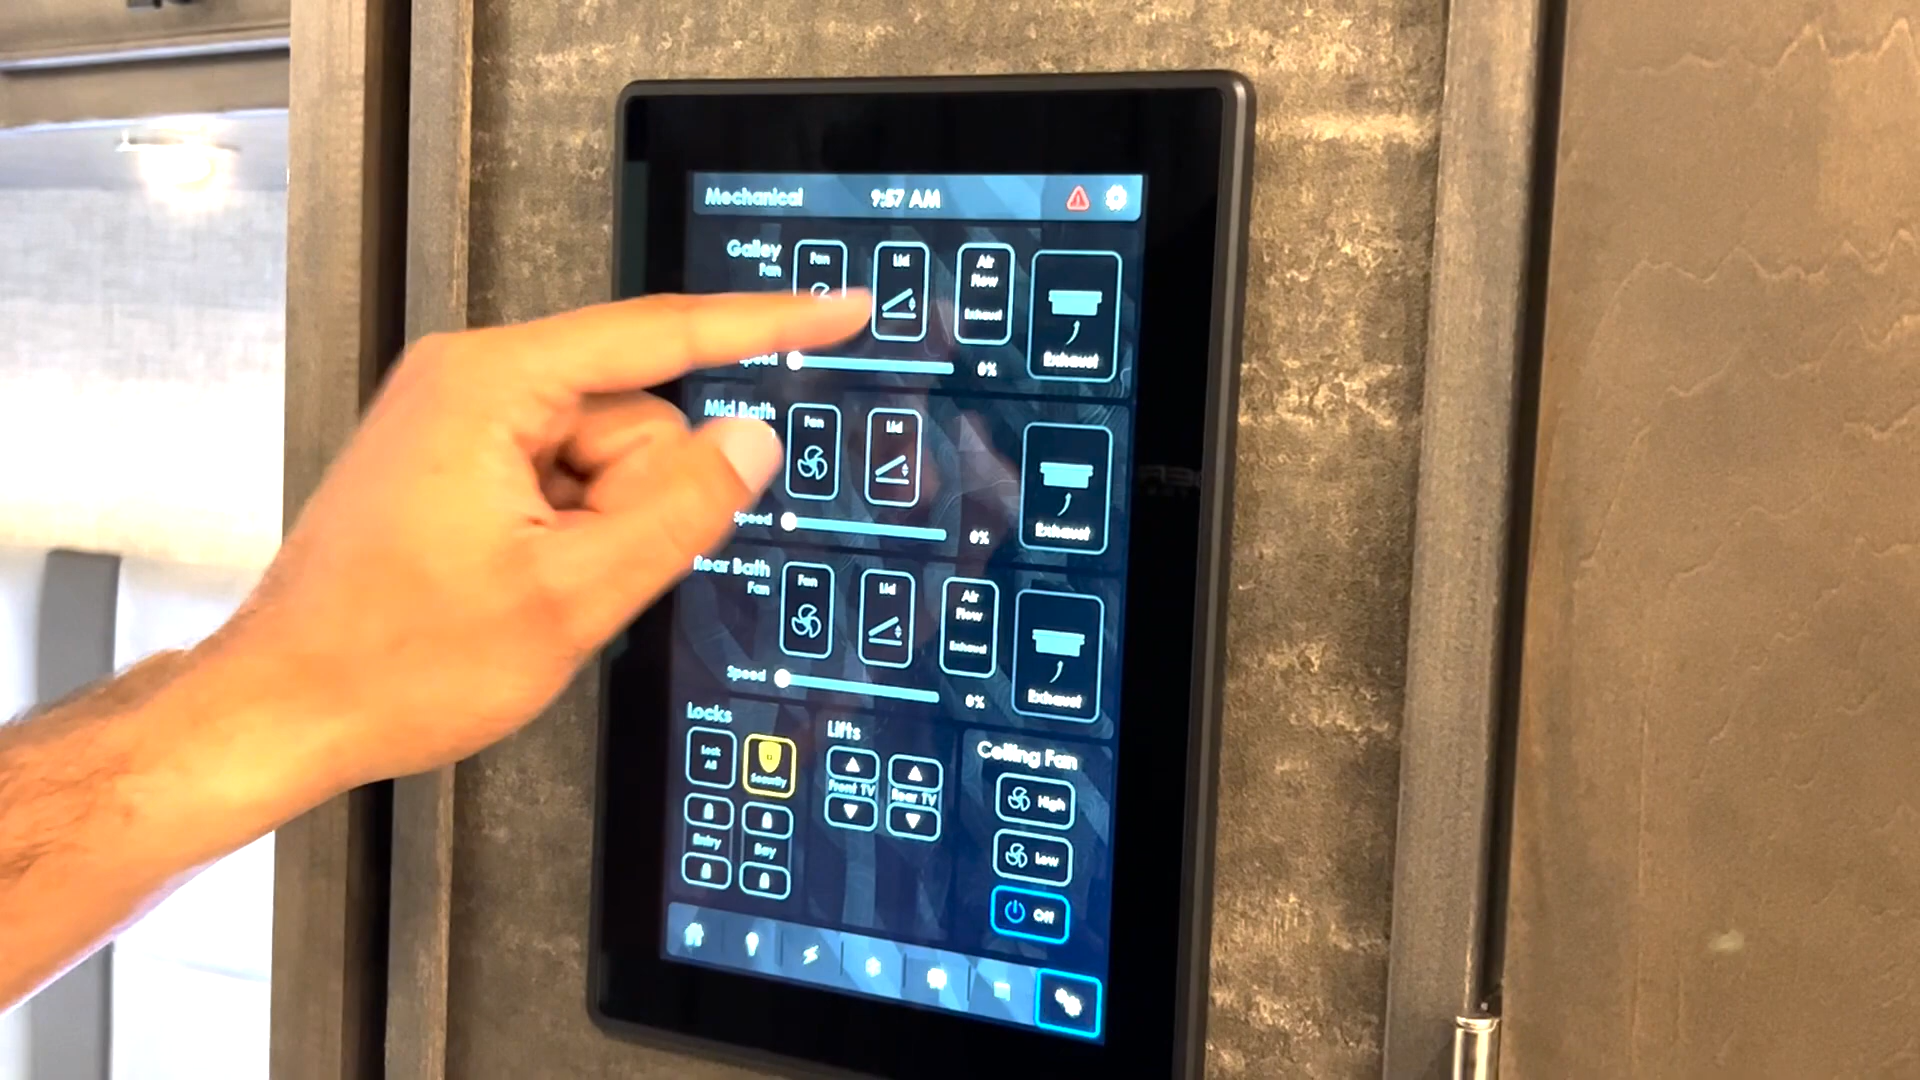 Mechanical 9:57 AM
Galley
Fan
Fan
Lid
Air
Flow
Exhaust
Exhaust
Speed
0%
Mid Bath
Fan
Lid
Exhaust
Speed
0%
Rear Bath
Fan
Fan
Lid
Air
Flow
Exhaust
Exhaust
Speed
0%
Locks
Lock
All
Security
Entry
Bay
Lifts
Front TV
Rear TV
Ceiling Fan
High
Low
Off